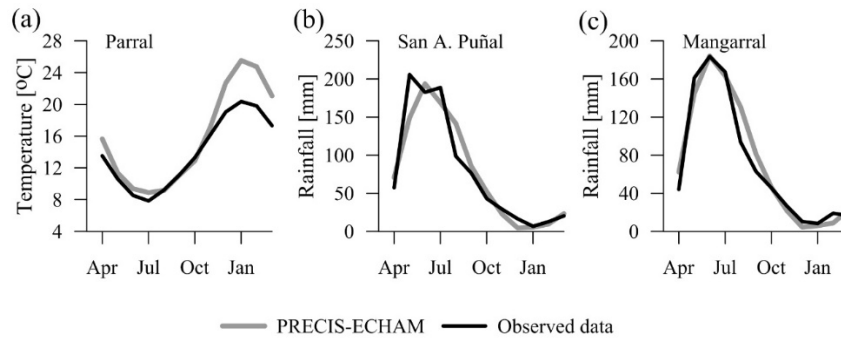 (a)
Parral
Temperature [ºC]
28
24
20
16
12
8
4
Apr Jul Oct Jan
(b)
San A. Puñal
Rainfall [mm]
250
200
150
100
50
0
Apr Jul Oct Jan
(c)
Mangarral
Rainfall [mm]
200
160
120
80
40
0
Apr Jul Oct Jan
PRECIS-ECHAM Observed data